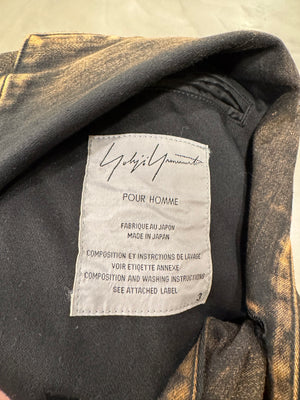 Yohji Yamamoto
POUR HOMME
FABRIQUE AU JAPON
MADE IN JAPAN
COMPOSITION ET INSTRCTIONS DE LAVAGE
VOIR ETIQETTE ANNEXE
COMPOSITION AND WASHING INSTRUCTIONS
SEE ATTACHED LABEL
3